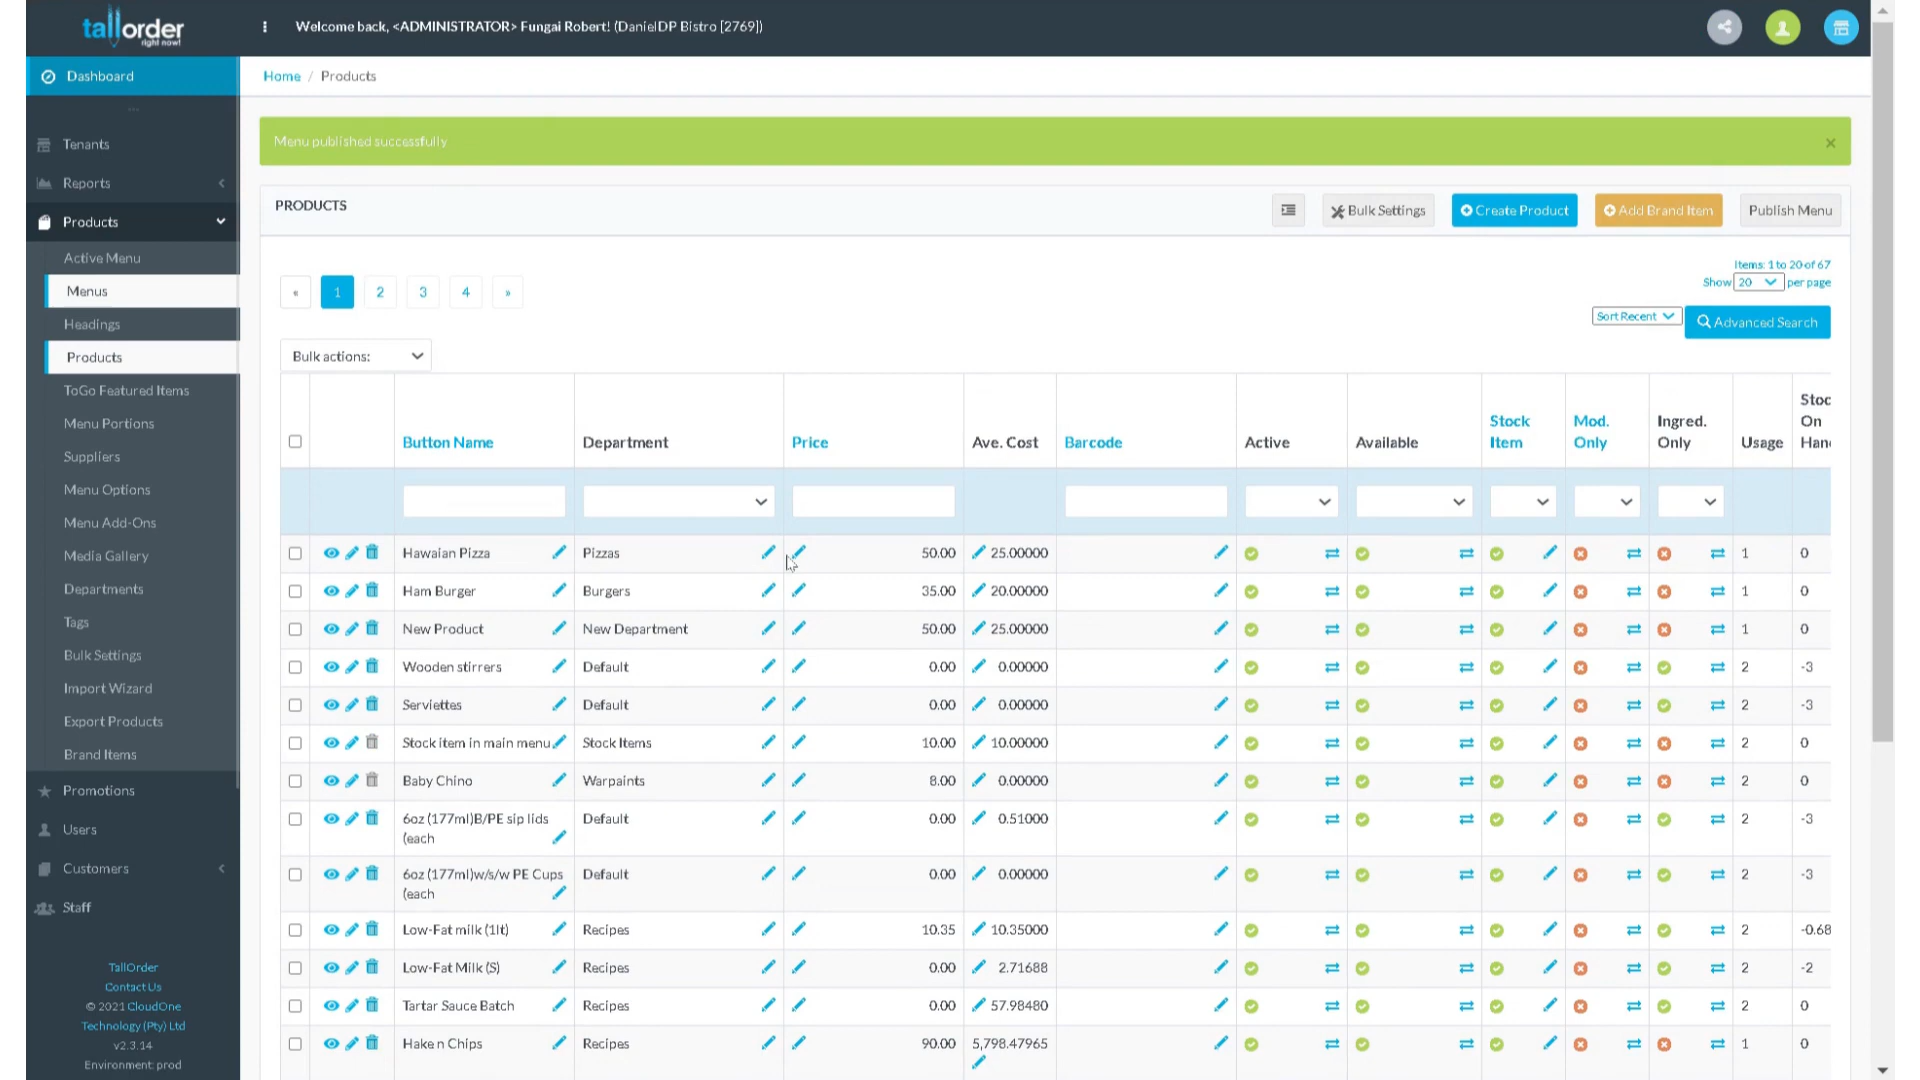 tallorder
right now!
Welcome back, <ADMINISTRATOR> Fungai Robert! (DanielDP Bistro [2769])
Dashboard
...
Tenants
Reports
Products
Active Menu
Menus
Headings
Products
ToGo Featured Items
Menu Portions
Suppliers
Menu Options
Menu Add-Ons
Media Gallery
Departments
Tags
Bulk Settings
Import Wizard
Export Products
Brand Items
Promotions
Users
Customers
Staff
TallOrder
Contact Us
© 2021 CloudOne
Technology (Pty) Ltd
v2.3.14
Environment: prod
Home / Products
Menu published successfully ×
PRODUCTS
Bulk Settings Create Product Add Brand Item Publish Menu
Items: 1 to 20 of 67
Show 20 per page
« 1 2 3 4 »
Sort Recent Advanced Search
Bulk actions:
Button Name Department Price Ave. Cost Barcode Active Available Stock Item Mod. Only Ingred. Only Usage Stoc On Han
Hawaian Pizza Pizzas 50.00 25.00000 1 0
Ham Burger Burgers 35.00 20.00000 1 0
New Product New Department 50.00 25.00000 1 0
Wooden stirrers Default 0.00 0.00000 2 -3
Serviettes Default 0.00 0.00000 2 -3
Stock item in main menu Stock Items 10.00 10.00000 2 0
Baby Chino Warpaints 8.00 0.00000 2 0
6oz (177ml)B/PE sip lids Default 0.00 0.51000 2 -3
(each
6oz (177ml)w/s/w PE Cups Default 0.00 0.00000 2 -3
(each
Low-Fat milk (1lt) Recipes 10.35 10.35000 2 -0.68
Low-Fat Milk (S) Recipes 0.00 2.71688 2 -2
Tartar Sauce Batch Recipes 0.00 57.98480 2 0
Hake n Chips Recipes 90.00 5,798.47965 1 0